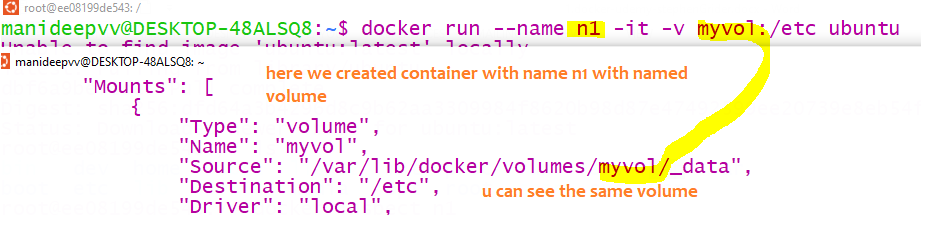 root@ee08199de543: /
manideepvv@DESKTOP-48ALSQ8:~$ docker run --name n1 -it -v myvol:/etc ubuntu
Unable to find image 'ubuntu:latest' locally
manideepvv@DESKTOP-48ALSQ8: ~
here we created container with name n1 with named
volume
"Mounts": [
{
"Type": "volume",
"Name": "myvol",
"Source": "/var/lib/docker/volumes/myvol/_data",
"Destination": "/etc",
u can see the same volume
"Driver": "local",